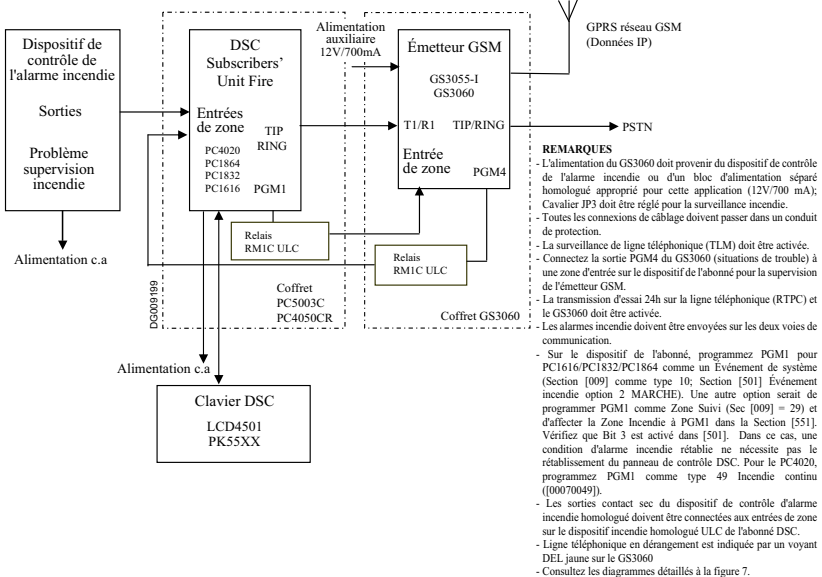 Dispositif de
contrôle de
l'alarme incendie
Sorties
Problème
supervision
incendie
Alimentation c.a
DSC
Subscribers'
Unit Fire
Entrées
de zone
TIP
RING
PC4020
PC1864
PC1832
PC1616
PGM1
Relais
RM1C ULC
Coffret
PC5003C
PC4050CR
DG009199
Alimentation c.a
Clavier DSC
LCD4501
PK55XX
Alimentation
auxiliaire
12V/700mA
Émetteur GSM
GS3055-I
GS3060
T1/R1
TIP/RING
Entrée
de zone
PGM4
Relais
RM1C ULC
Coffret GS3060
GPRS réseau GSM
(Données IP)
PSTN
REMARQUES
- L'alimentation du GS3060 doit provenir du dispositif de contrôle
de l'alarme incendie ou d'un bloc d'alimentation séparé
homologué approprié pour cette application (12V/700 mA);
Cavalier JP3 doit être réglé pour la surveillance incendie.
- Toutes les connexions de câblage doivent passer dans un conduit
de protection.
- La surveillance de ligne téléphonique (TLM) doit être activée.
- Connectez la sortie PGM4 du GS3060 (situations de trouble) à
une zone d'entrée sur le dispositif de l'abonné pour la supervision
de l'émetteur GSM.
- La transmission d'essai 24h sur la ligne téléphonique (RTPC) et
le GS3060 doit être activée.
- Les alarmes incendie doivent être envoyées sur les deux voies de
communication.
- Sur le dispositif de l'abonné, programmez PGM1 pour
PC1616/PC1832/PC1864 comme un Événement de système
(Section [009] comme type 10; Section [501] Événement
incendie option 2 MARCHE). Une autre option serait de
programmer PGM1 comme Zone Suivi (Sec [009] = 29) et
d'affecter la Zone Incendie à PGM1 dans la Section [551].
Vérifiez que Bit 3 est activé dans [501]. Dans ce cas, une
condition d'alarme incendie rétablie ne nécessite pas le
rétablissement du panneau de contrôle DSC. Pour le PC4020,
programmez PGM1 comme type 49 Incendie continu
([00070049]).
- Les sorties contact sec du dispositif de contrôle d'alarme
incendie homologué doivent être connectées aux entrées de zone
sur le dispositif incendie homologué ULC de l'abonné DSC.
- Ligne téléphonique en dérangement est indiquée par un voyant
DEL jaune sur le GS3060
- Consultez les diagrammes détaillés à la figure 7.